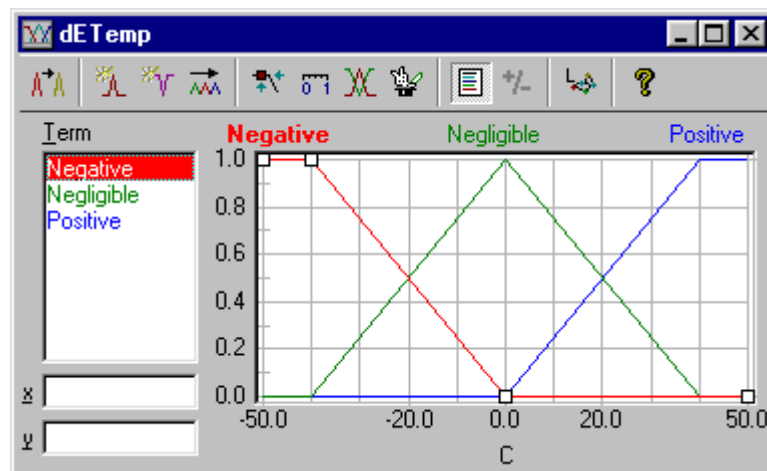 dETemp
Term
Negative
Negligible
Positive
x
y
Negative Negligible Positive
1.0
0.8
0.6
0.4
0.2
0.0
-50.0 -20.0 0.0 20.0 50.0
C